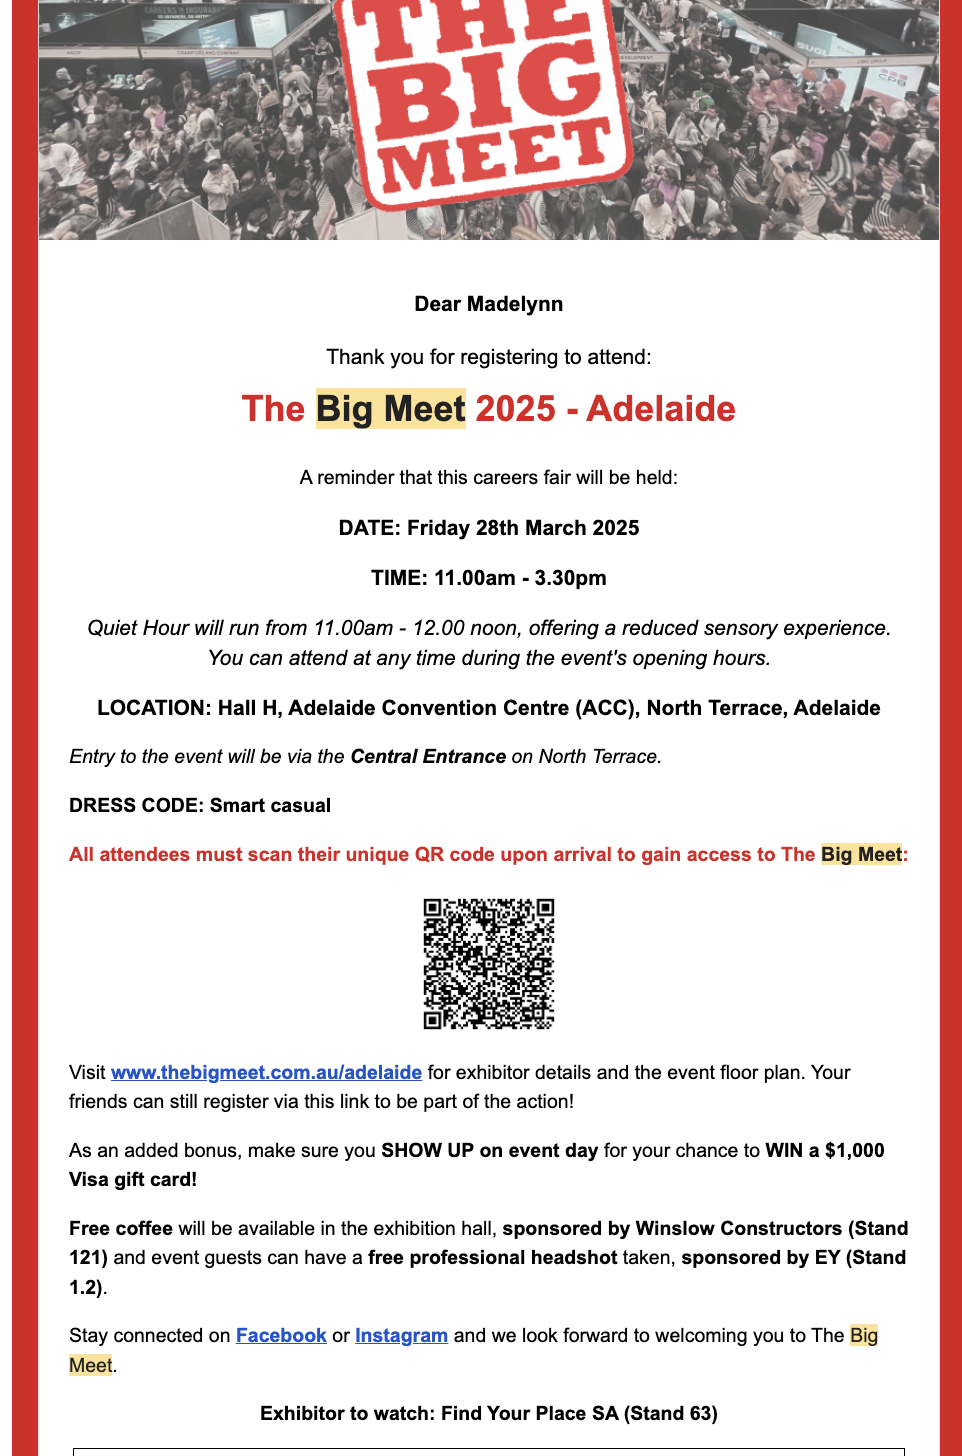 CAREERS in INSURANCE
CRAWFORD AND COMPANY
THE
BIG
MEET
SUGL
CPB
Dear Madelynn
Thank you for registering to attend:
The Big Meet 2025 - Adelaide
A reminder that this careers fair will be held:
DATE: Friday 28th March 2025
TIME: 11.00am - 3.30pm
Quiet Hour will run from 11.00am - 12.00 noon, offering a reduced sensory experience.
You can attend at any time during the event's opening hours.
LOCATION: Hall H, Adelaide Convention Centre (ACC), North Terrace, Adelaide
Entry to the event will be via the Central Entrance on North Terrace.
DRESS CODE: Smart casual
All attendees must scan their unique QR code upon arrival to gain access to The Big Meet:
Visit www.thebigmeet.com.au/adelaide for exhibitor details and the event floor plan. Your
friends can still register via this link to be part of the action!
As an added bonus, make sure you SHOW UP on event day for your chance to WIN a $1,000
Visa gift card!
Free coffee will be available in the exhibition hall, sponsored by Winslow Constructors (Stand
121) and event guests can have a free professional headshot taken, sponsored by EY (Stand
1.2).
Stay connected on Facebook or Instagram and we look forward to welcoming you to The Big
Meet.
Exhibitor to watch: Find Your Place SA (Stand 63)